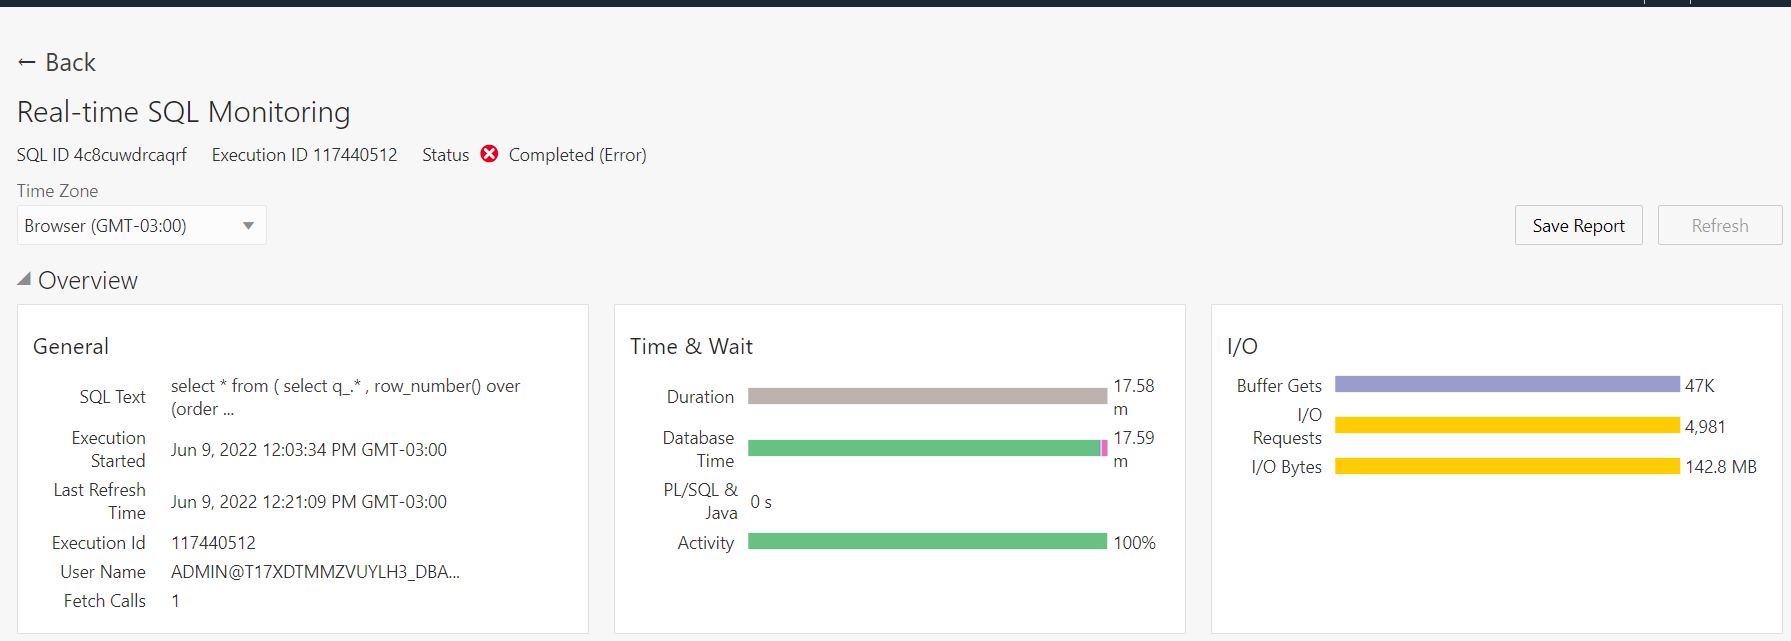 ← Back
Real-time SQL Monitoring
SQL ID 4c8cuwdrcaqrf Execution ID 117440512 Status Completed (Error)
Time Zone
Browser (GMT-03:00)
Save Report Refresh
Overview
General
SQL Text select * from ( select q_.* , row_number() over
(order ...
Execution
Started Jun 9, 2022 12:03:34 PM GMT-03:00
Last Refresh
Time Jun 9, 2022 12:21:09 PM GMT-03:00
Execution Id 117440512
User Name ADMIN@T17XDTMMZVUYLH3_DBA...
Fetch Calls 1
Time & Wait
Duration 17.58
m
Database 17.59
Time m
PL/SQL &
Java 0 s
Activity 100%
I/O
Buffer Gets 47K
I/O
Requests 4,981
I/O Bytes 142.8 MB